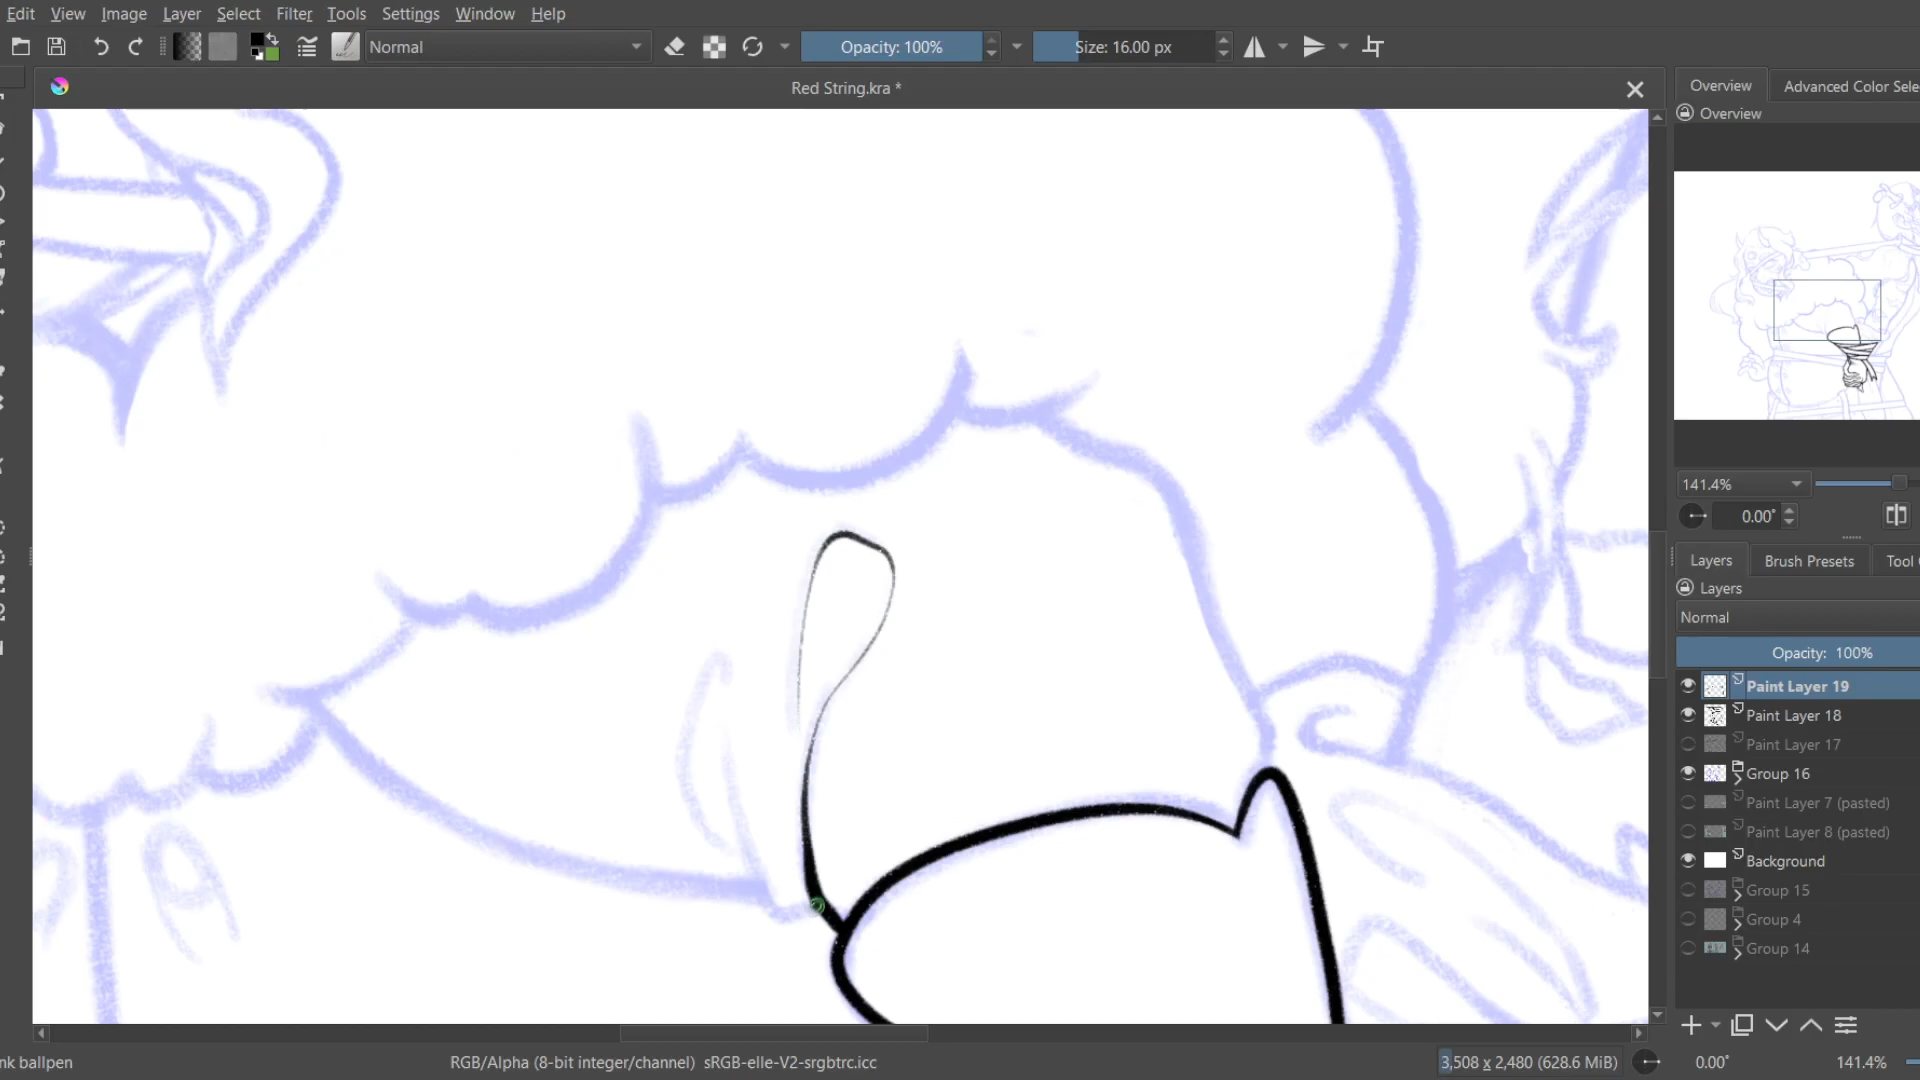 Edit View Image Layer Select Filter Tools Settings Window Help
Normal
Opacity: 100%
Size: 16.00 px
Red String.kra *
Overview
Advanced Color Sele
Overview
141.4%
0.00°
Layers
Brush Presets
Tool
Layers
Normal
Opacity: 100%
Paint Layer 19
Paint Layer 18
Paint Layer 17
Group 16
Paint Layer 7 (pasted)
Paint Layer 8 (pasted)
Background
Group 15
Group 4
Group 14
nk ballpen
RGB/Alpha (8-bit integer/channel) sRGB-elle-V2-srgbtrc.icc
3,508 x 2,480 (628.6 MiB)
0.00°
141.4%